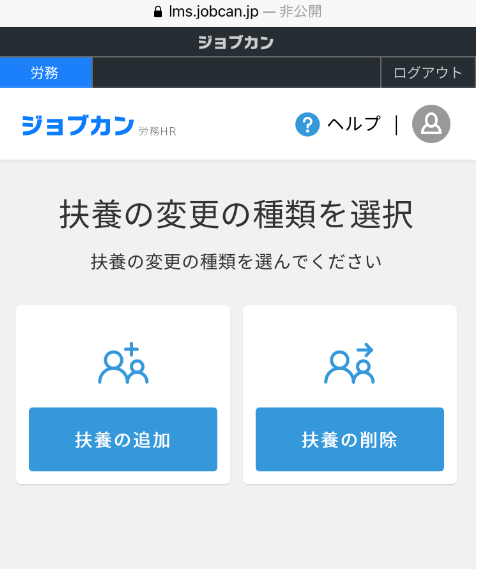 lms.jobcan.jp — 非公開
ジョブカン
労務
ログアウト
ジョブカン 労務HR
? ヘルプ |
扶養の変更の種類を選択
扶養の変更の種類を選んでください
扶養の追加
扶養の削除